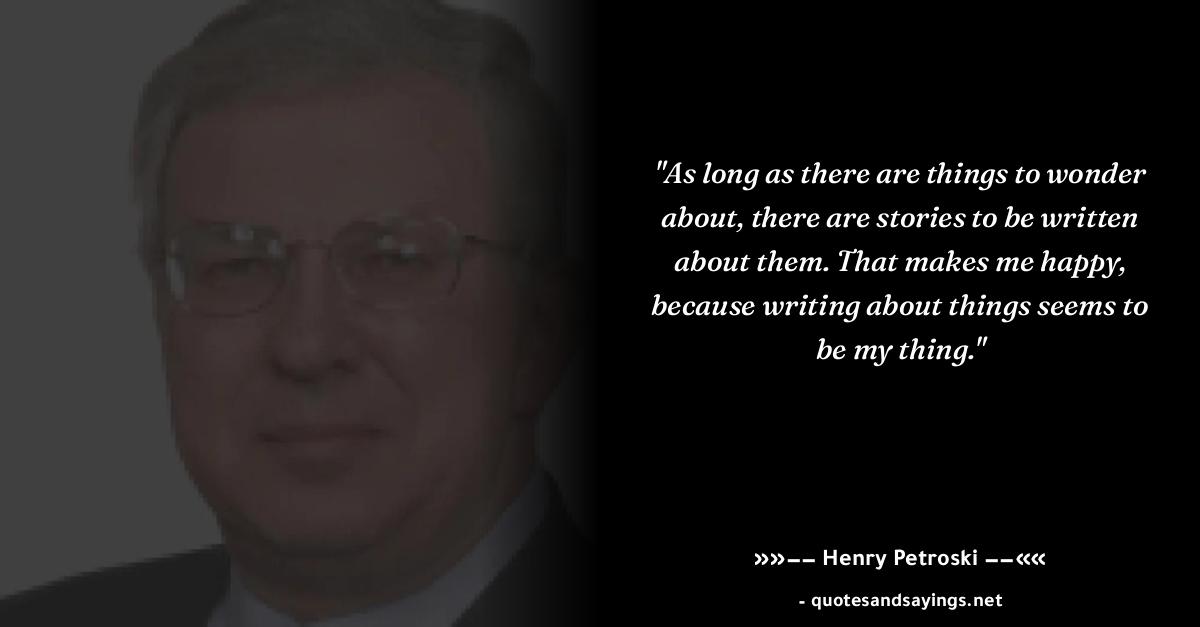 "As long as there are things to wonder
about, there are stories to be written
about them. That makes me happy,
because writing about things seems to
be my thing."
»»—— Henry Petroski ——««
- quotesandsayings.net